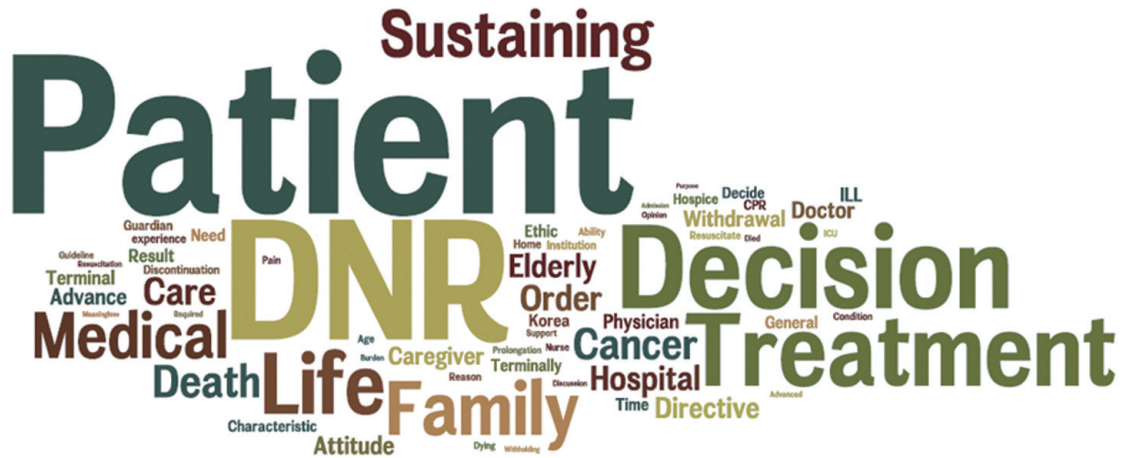 Sustaining
Patient
Purpose
Hospice Decide ILL
Admission CPR
Opinion Withdrawal Doctor
Resuscitate Died ICU
Guardian
experience Need
Ethic Ability
Home Institution
DNR
Decision
Guideline Result
Resuscitation Discontinuation
Pain
Elderly
Terminal
Advance Care
Order
Meaningless Required
Korea Physician General Condition
Support
Medical
Treatment
Age
Burden Caregiver Prolongation Nurse Cancer
Terminally
Death Life
Reason Discussion Hospital
Family
Time Directive Advanced
Characteristic
Attitude Dying Withholding